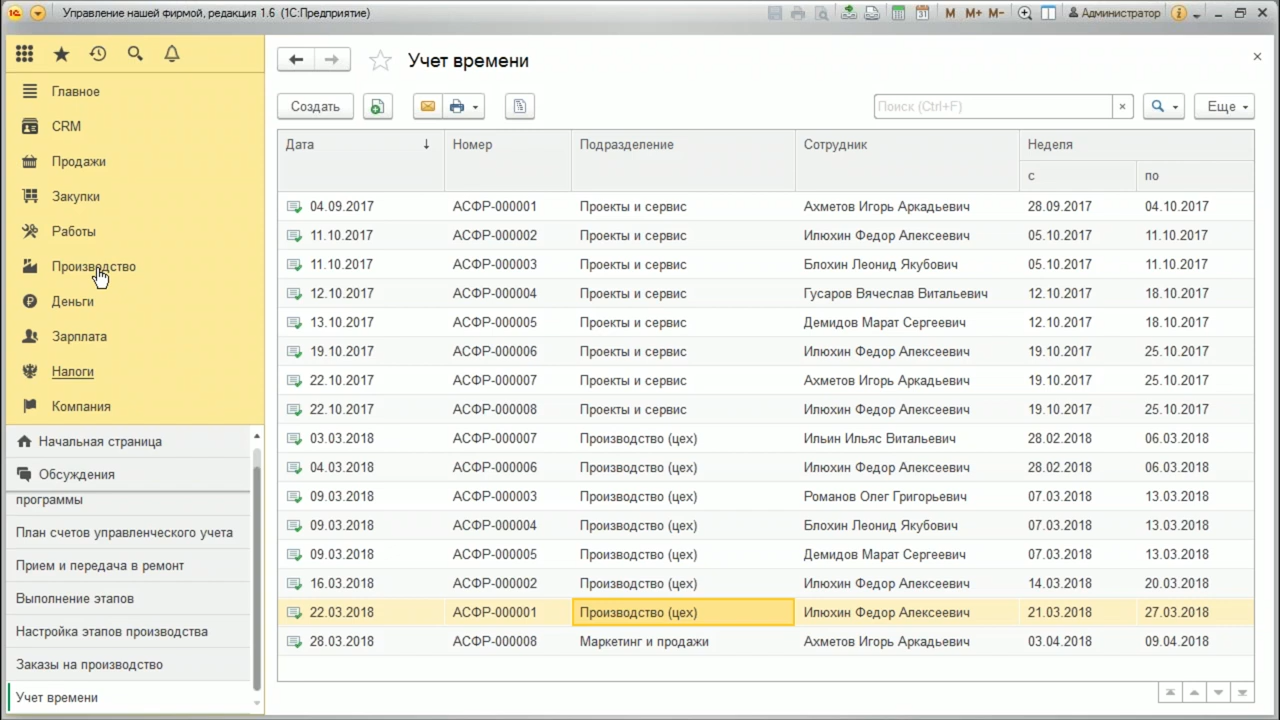 Управление нашей фирмой, редакция 1.6 (1С:Предприятие)
M M+ M- Администратор
Главное
CRM
Продажи
Закупки
Работы
Производство
Деньги
Зарплата
Налоги
Компания
Начальная страница
Обсуждения
программы
План счетов управленческого учета
Прием и передача в ремонт
Выполнение этапов
Настройка этапов производства
Заказы на производство
Учет времени
Учет времени
Создать Поиск (Ctrl+F) Еще
Дата Номер Подразделение Сотрудник Неделя
с по
04.09.2017 АСФР-000001 Проекты и сервис Ахметов Игорь Аркадьевич 28.09.2017 04.10.2017
11.10.2017 АСФР-000002 Проекты и сервис Илюхин Федор Алексеевич 05.10.2017 11.10.2017
11.10.2017 АСФР-000003 Проекты и сервис Блохин Леонид Якубович 05.10.2017 11.10.2017
12.10.2017 АСФР-000004 Проекты и сервис Гусаров Вячеслав Витальевич 12.10.2017 18.10.2017
13.10.2017 АСФР-000005 Проекты и сервис Демидов Марат Сергеевич 12.10.2017 18.10.2017
19.10.2017 АСФР-000006 Проекты и сервис Илюхин Федор Алексеевич 19.10.2017 25.10.2017
22.10.2017 АСФР-000007 Проекты и сервис Ахметов Игорь Аркадьевич 19.10.2017 25.10.2017
22.10.2017 АСФР-000008 Проекты и сервис Илюхин Федор Алексеевич 19.10.2017 25.10.2017
03.03.2018 АСФР-000007 Производство (цех) Ильин Ильяс Витальевич 28.02.2018 06.03.2018
04.03.2018 АСФР-000006 Производство (цех) Илюхин Федор Алексеевич 28.02.2018 06.03.2018
09.03.2018 АСФР-000003 Производство (цех) Романов Олег Григорьевич 07.03.2018 13.03.2018
09.03.2018 АСФР-000004 Производство (цех) Блохин Леонид Якубович 07.03.2018 13.03.2018
09.03.2018 АСФР-000005 Производство (цех) Демидов Марат Сергеевич 07.03.2018 13.03.2018
16.03.2018 АСФР-000002 Производство (цех) Илюхин Федор Алексеевич 14.03.2018 20.03.2018
22.03.2018 АСФР-000001 Производство (цех) Илюхин Федор Алексеевич 21.03.2018 27.03.2018
28.03.2018 АСФР-000008 Маркетинг и продажи Ахметов Игорь Аркадьевич 03.04.2018 09.04.2018